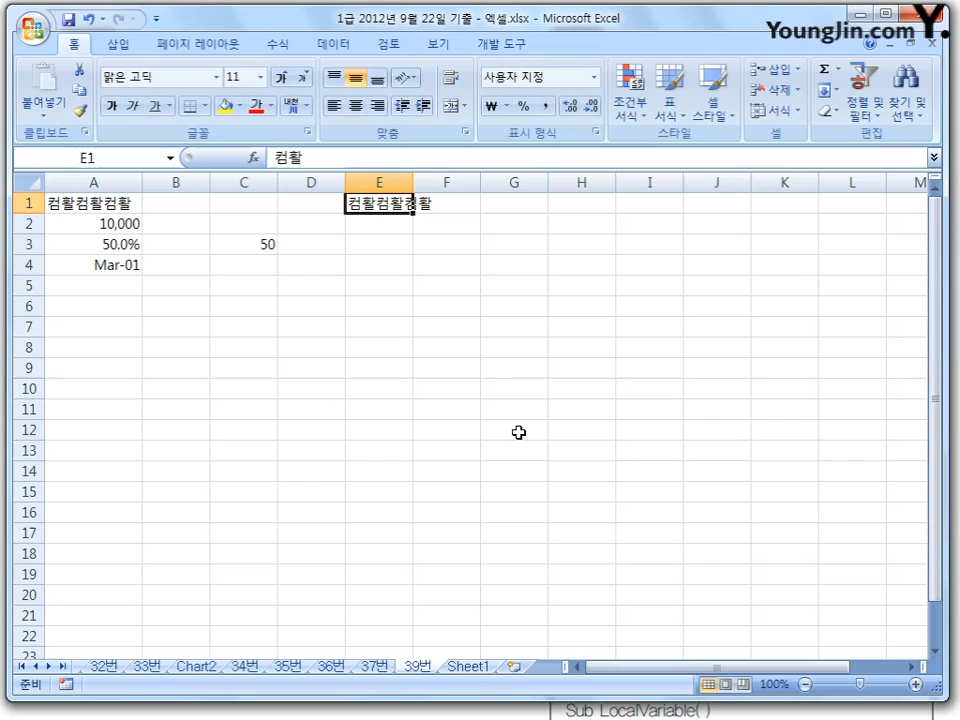 1급 2012년 9월 22일 기출 - 엑셀.xlsx - Microsoft Excel
YoungJin.com Y.
홈 삽입 페이지 레이아웃 수식 데이터 검토 보기 개발 도구
붙여넣기
맑은 고딕 11 가 가
가 가 가 가 내천
사용자 지정
₩ % ,
조건부 서식
표 서식
셀 스타일
삽입
삭제
서식
Σ
정렬 및 필터
찾기 및 선택
클립보드 글꼴 맞춤 표시 형식 스타일 셀 편집
E1 fx 컴활
A B C D E F G H I J K L M
1 컴활컴활컴활 컴활컴활컴활
2 10,000
3 50.0% 50
4 Mar-01
5
6
7
8
9
10
11
12
13
14
15
16
17
18
19
20
21
22
23
32번 33번 Chart2 34번 35번 36번 37번 39번 Sheet1
준비 100%
Sub LocalVariable( )